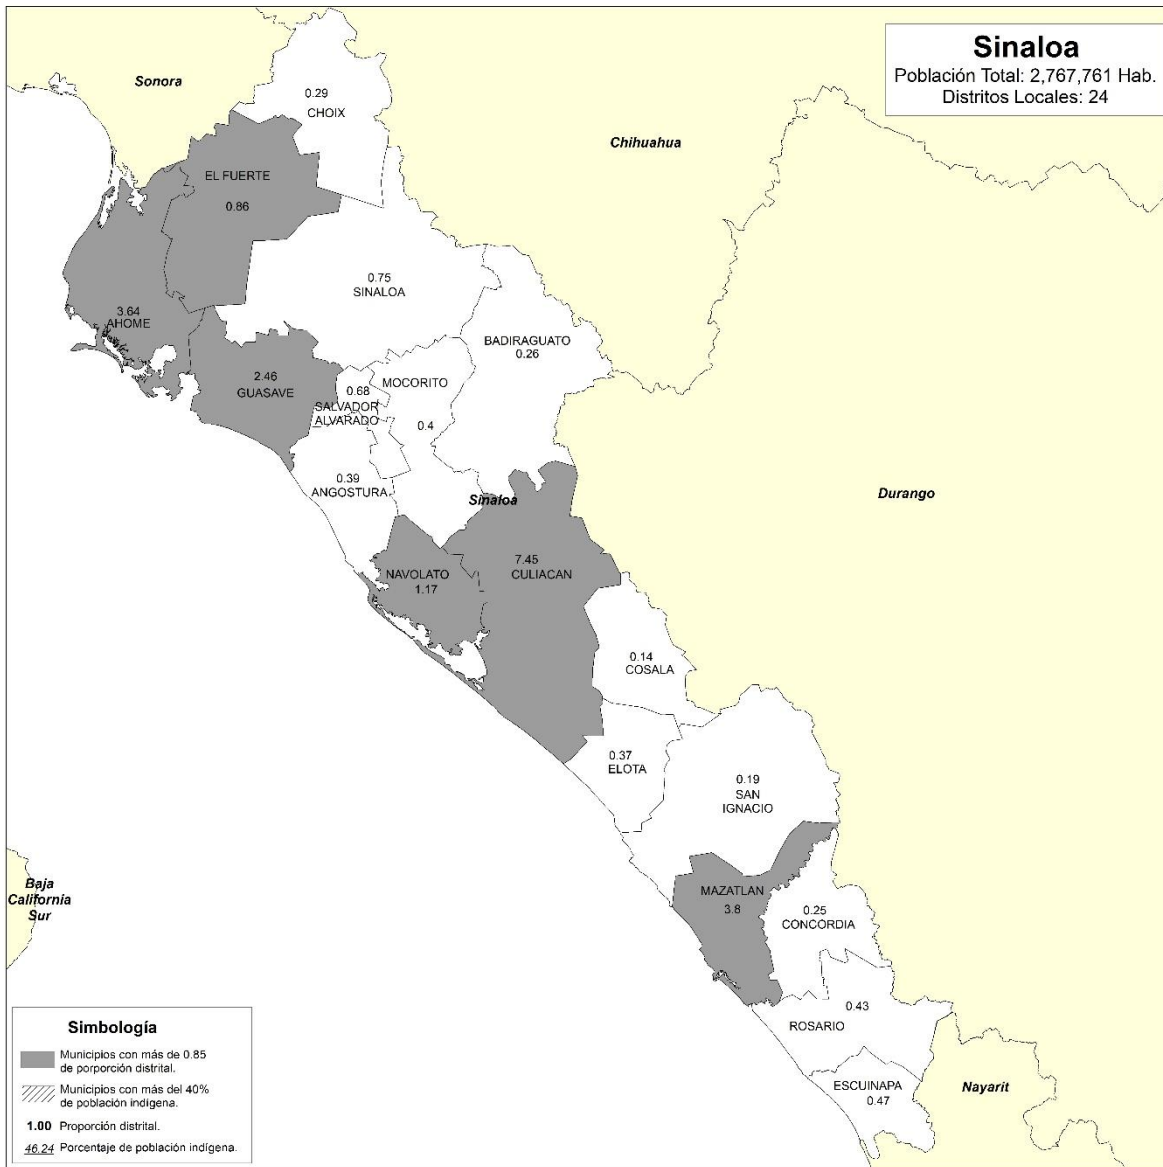 Sinaloa
Población Total: 2,767,761 Hab.
Distritos Locales: 24
Sonora
0.29
CHOIX
Chihuahua
EL FUERTE
0.86
0.75
SINALOA
3.64
AHOME
BADIRAGUATO
0.26
2.46
GUASAVE
0.68
SALVADOR
ALVARADO
MOCORITO
0.4
0.39
ANGOSTURA
Sinaloa
Durango
NAVOLATO
1.17
7.45
CULIACAN
0.14
COSALA
0.37
ELOTA
0.19
SAN
IGNACIO
Baja
California
Sur
MAZATLAN
3.8
0.25
CONCORDIA
0.43
ROSARIO
ESCUINAPA
0.47
Nayarit
Simbología
Municipios con más de 0.85
de porporción distrital.
Municipios con más del 40%
de población indígena.
1.00 Proporción distrital.
46.24 Porcentaje de población indígena.